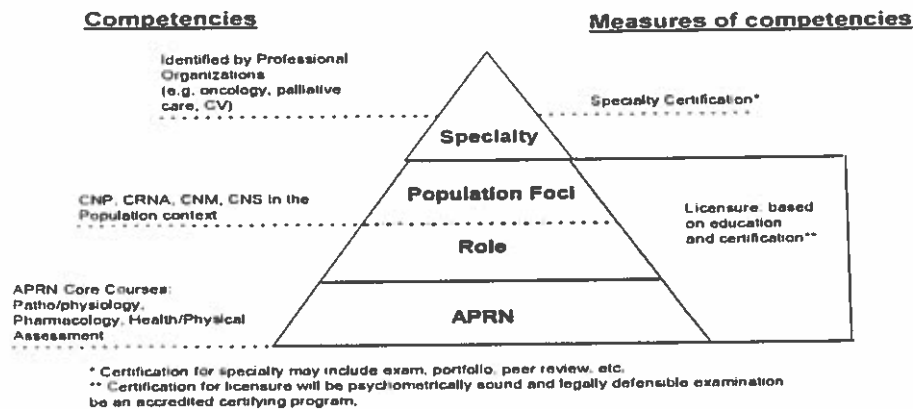 Competencies
Measures of competencies
Identified by Professional
Organizations
(e.g. oncology, palliative
care, CV)
Specialty Certification*
Specialty
CNP, CRNA, CNM, CNS in the
Population context
Population Foci
Licensure: based
on education
and certification**
Role
APRN Core Courses:
Patho/physiology,
Pharmacology, Health/Physical
Assessment
APRN
* Certification for specialty may include exam, portfolio, peer review, etc.
** Certification for licensure will be psychometrically sound and legally defensible examination
be an accredited certifying program.